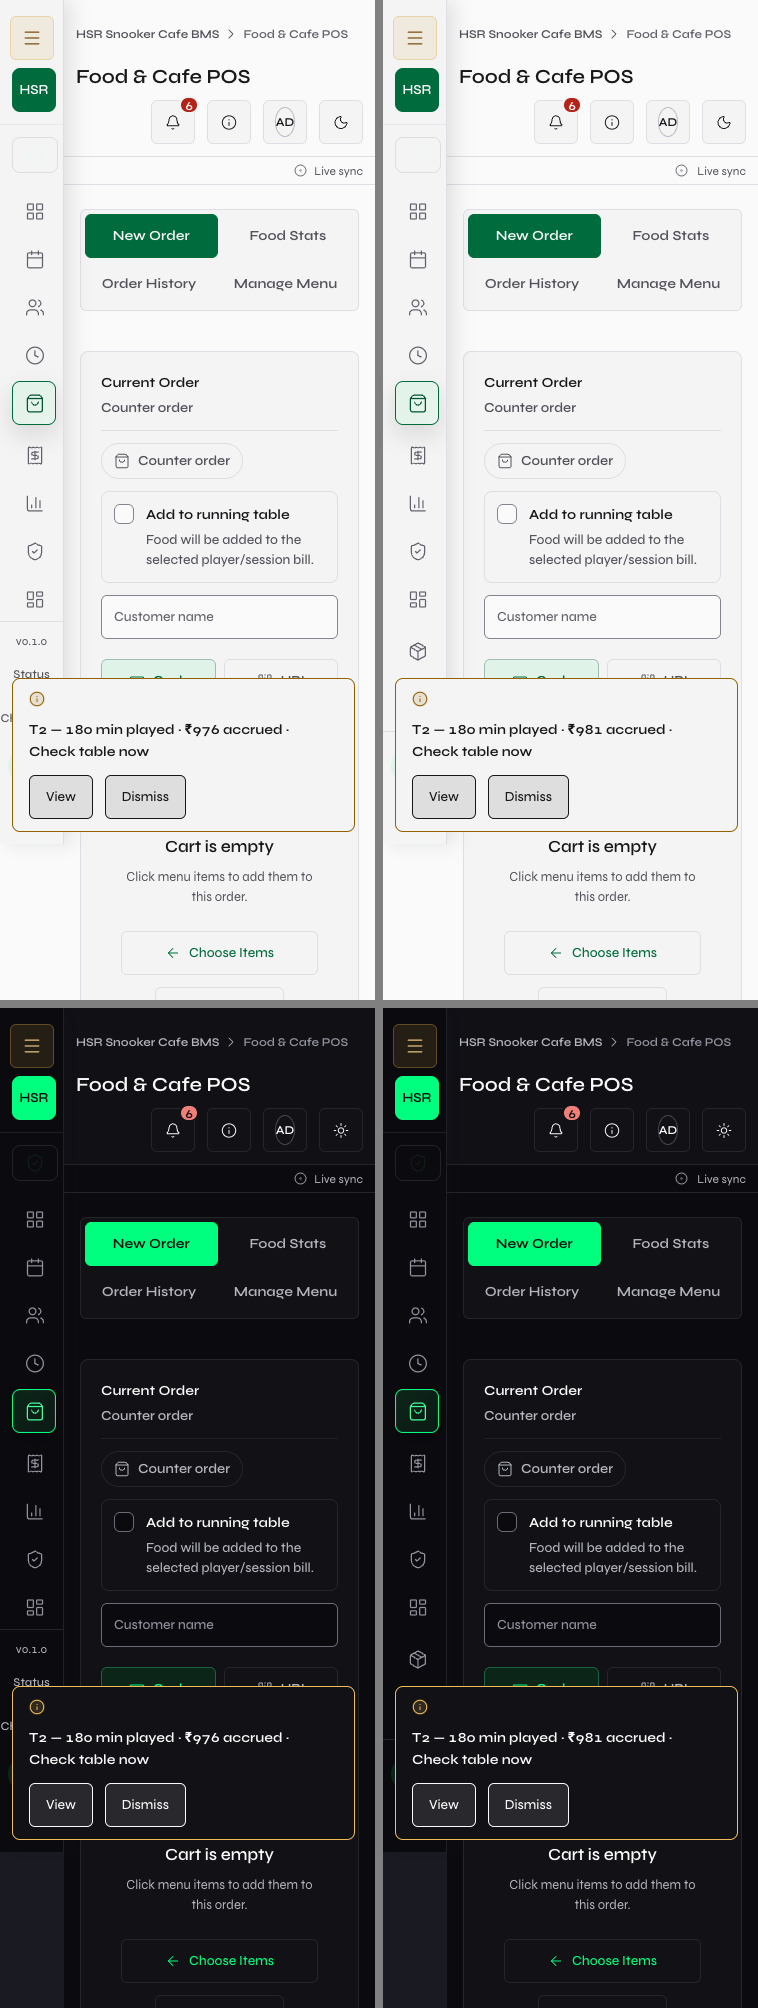 HSR Snooker Cafe BMS > Food & Cafe POS
HSR
Food & Cafe POS
6
AD
Live sync
New Order
Food Stats
Order History
Manage Menu
Current Order
Counter order
Counter order
Add to running table
Food will be added to the
selected player/session bill.
Customer name
v0.1.0
Status
T2 — 180 min played · ₹976 accrued ·
Check table now
View
Dismiss
Cart is empty
Click menu items to add them to
this order.
Choose Items
HSR Snooker Cafe BMS > Food & Cafe POS
HSR
Food & Cafe POS
6
AD
Live sync
New Order
Food Stats
Order History
Manage Menu
Current Order
Counter order
Counter order
Add to running table
Food will be added to the
selected player/session bill.
Customer name
T2 — 180 min played · ₹981 accrued ·
Check table now
View
Dismiss
Cart is empty
Click menu items to add them to
this order.
Choose Items
HSR Snooker Cafe BMS > Food & Cafe POS
HSR
Food & Cafe POS
6
AD
Live sync
New Order
Food Stats
Order History
Manage Menu
Current Order
Counter order
Counter order
Add to running table
Food will be added to the
selected player/session bill.
Customer name
v0.1.0
Status
T2 — 180 min played · ₹976 accrued ·
Check table now
View
Dismiss
Cart is empty
Click menu items to add them to
this order.
Choose Items
HSR Snooker Cafe BMS > Food & Cafe POS
HSR
Food & Cafe POS
6
AD
Live sync
New Order
Food Stats
Order History
Manage Menu
Current Order
Counter order
Counter order
Add to running table
Food will be added to the
selected player/session bill.
Customer name
T2 — 180 min played · ₹981 accrued ·
Check table now
View
Dismiss
Cart is empty
Click menu items to add them to
this order.
Choose Items